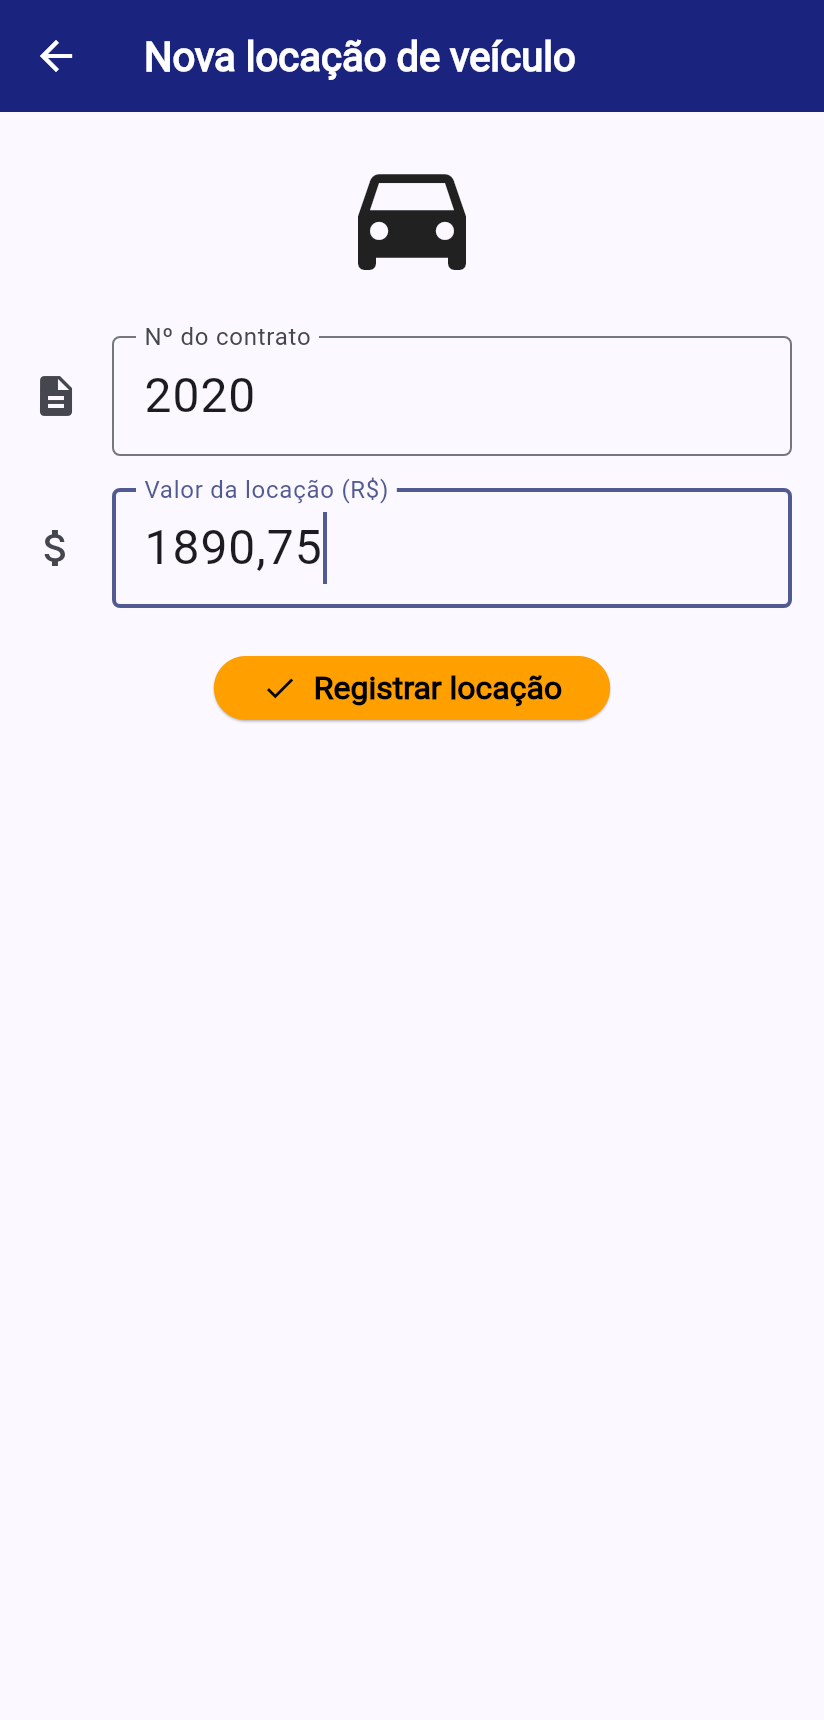 Nova locação de veículo
Nº do contrato
2020
Valor da locação (R$)
$
1890,75
Registrar locação